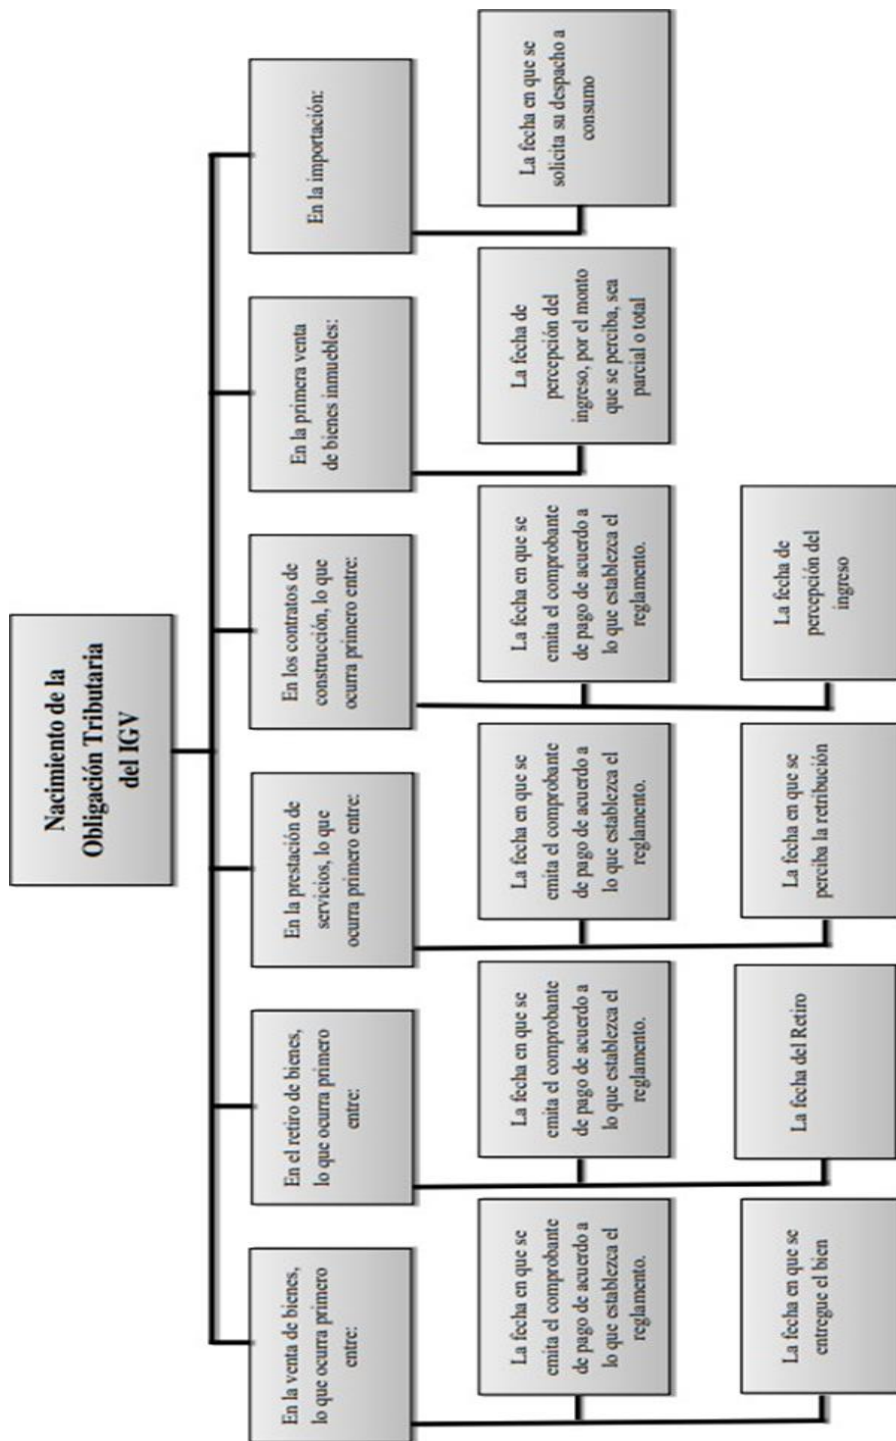 Nacimiento de la
Obligación Tributaria
del IGV
En la venta de bienes,
lo que ocurra primero
entre:
La fecha en que se
emita el comprobante
de pago de acuerdo a
lo que establezca el
reglamento.
La fecha en que se
entregue el bien
En el retiro de bienes,
lo que ocurra primero
entre:
La fecha en que se
emita el comprobante
de pago de acuerdo a
lo que establezca el
reglamento.
La fecha del Retiro
En la prestación de
servicios, lo que
ocurra primero entre:
La fecha en que se
emita el comprobante
de pago de acuerdo a
lo que establezca el
reglamento.
La fecha en que se
perciba la retribución
En los contratos de
construcción, lo que
ocurra primero entre:
La fecha en que se
emita el comprobante
de pago de acuerdo a
lo que establezca el
reglamento.
La fecha de
percepción del
ingreso
En la primera venta
de bienes inmuebles:
La fecha de
percepción del
ingreso, por el monto
que se perciba, sea
parcial o total
En la importación:
La fecha en que se
solicita su despacho a
consumo